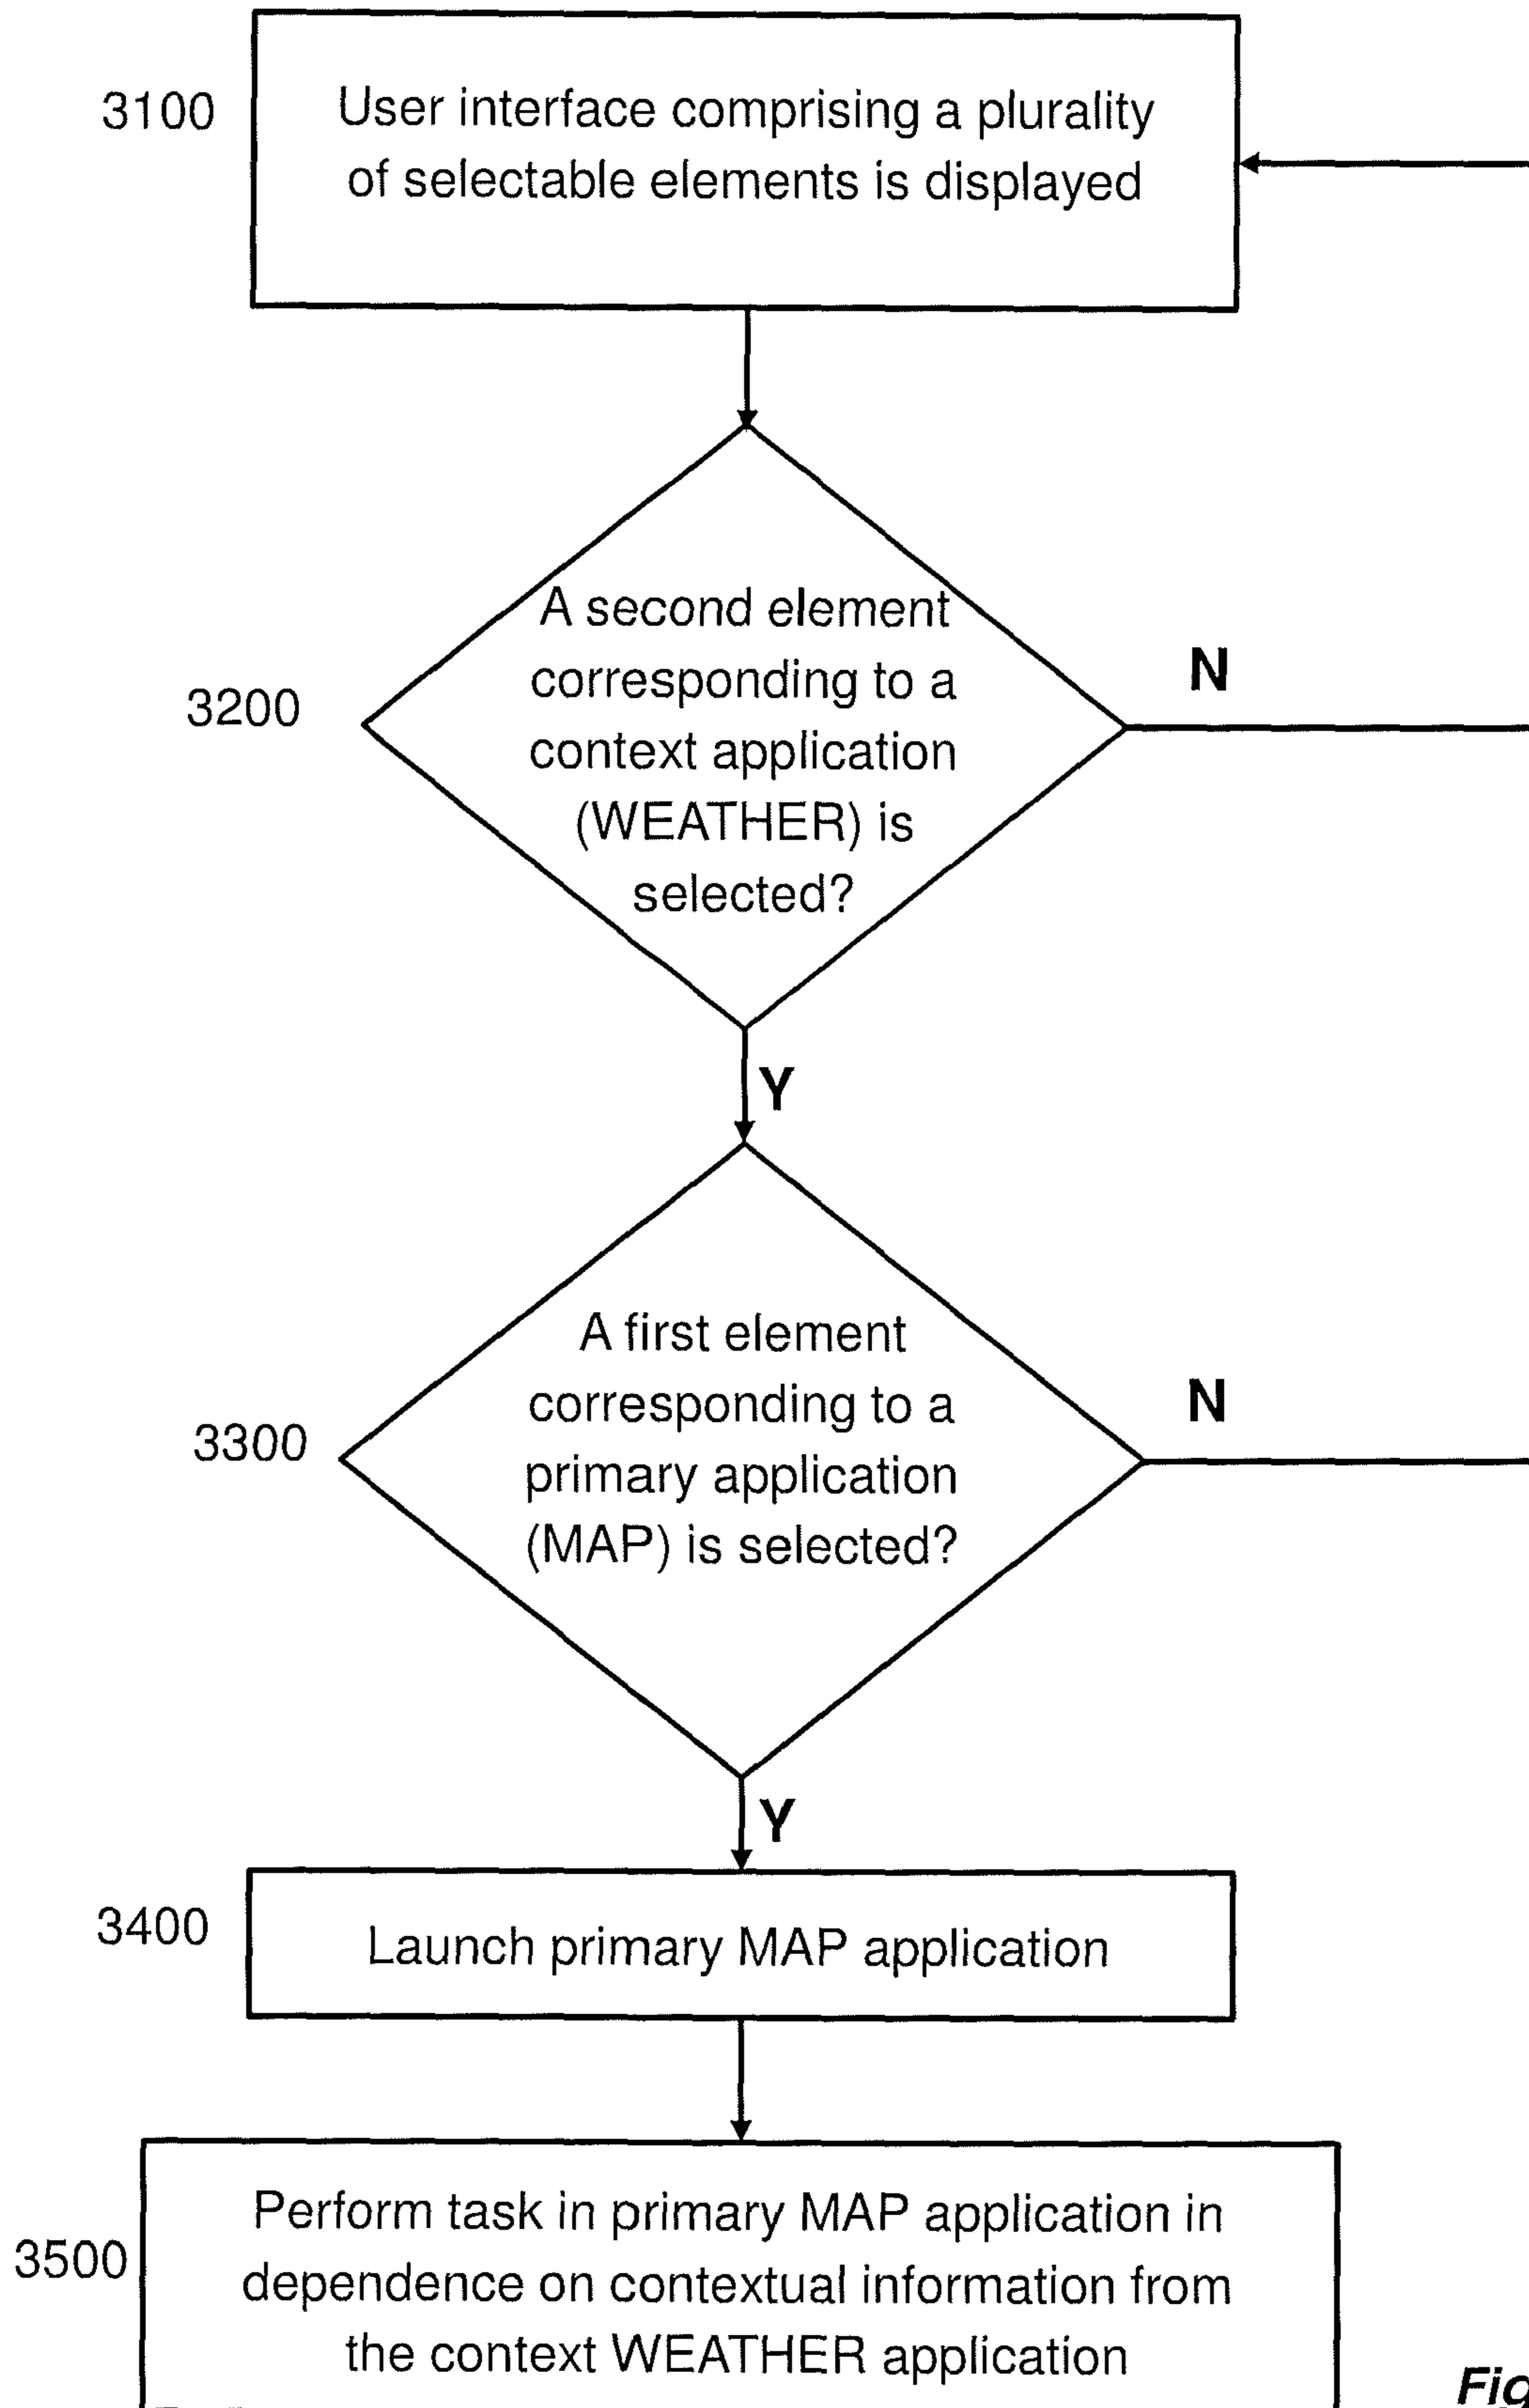 3100
User interface comprising a plurality
of selectable elements is displayed
3200
A second element
corresponding to a
context application
(WEATHER) is
selected?
N
Y
3300
A first element
corresponding to a
primary application
(MAP) is selected?
N
Y
3400
Launch primary MAP application
3500
Perform task in primary MAP application in
dependence on contextual information from
the context WEATHER application